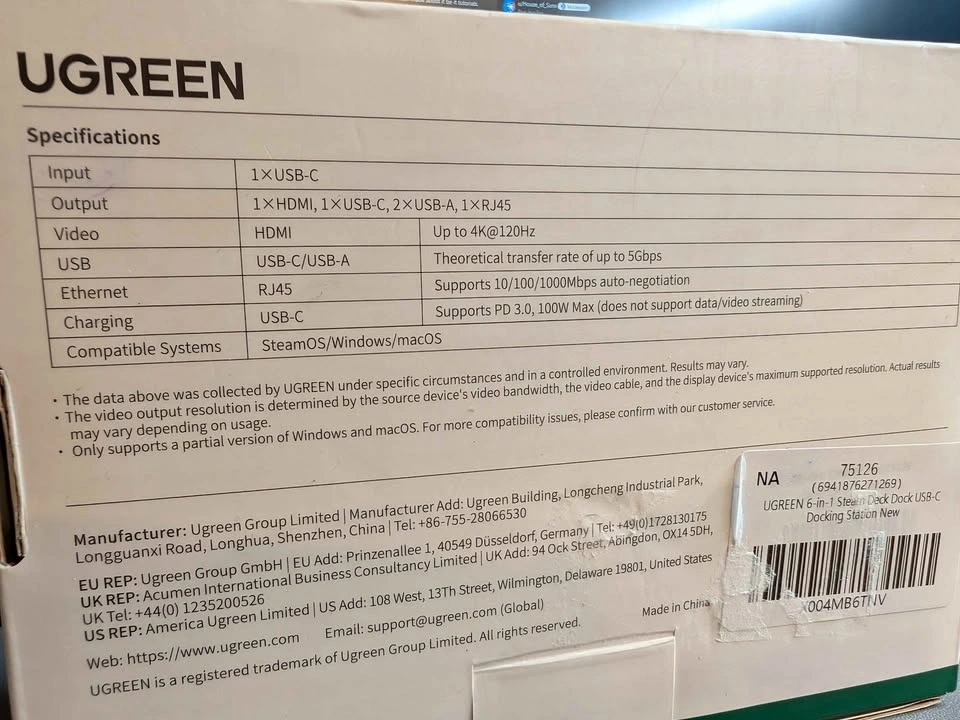 UGREEN
Specifications
Input 1×USB-C
Output 1×HDMI, 1×USB-C, 2×USB-A, 1×RJ45
Video HDMI Up to 4K@120Hz
USB USB-C/USB-A Theoretical transfer rate of up to 5Gbps
Ethernet RJ45 Supports 10/100/1000Mbps auto-negotiation
Charging USB-C Supports PD 3.0, 100W Max (does not support data/video streaming)
Compatible Systems SteamOS/Windows/macOS
• The data above was collected by UGREEN under specific circumstances and in a controlled environment. Results may vary.
• The video output resolution is determined by the source device's video bandwidth, the video cable, and the display device's maximum supported resolution. Actual results
may vary depending on usage.
• Only supports a partial version of Windows and macOS. For more compatibility issues, please confirm with our customer service.
Manufacturer: Ugreen Group Limited | Manufacturer Add: Ugreen Building, Longcheng Industrial Park,
Longguanxi Road, Longhua, Shenzhen, China | Tel: +86-755-28066530
EU REP: Ugreen Group GmbH | EU Add: Prinzenallee 1, 40549 Düsseldorf, Germany | Tel: +49(0)1728130175
UK REP: Acumen International Business Consultancy Limited | UK Add: 94 Ock Street, Abingdon, OX14 5DH,
UK Tel: +44(0) 1235200526
US REP: America Ugreen Limited | US Add: 108 West, 13Th Street, Wilmington, Delaware 19801, United States
Web: https://www.ugreen.com Email: support@ugreen.com (Global)
Made in China
UGREEN is a registered trademark of Ugreen Group Limited. All rights reserved.
NA
75126
(6941876271269)
UGREEN 6-in-1 Steam Deck Dock USB-C
Docking Station New
X004MB6TNV